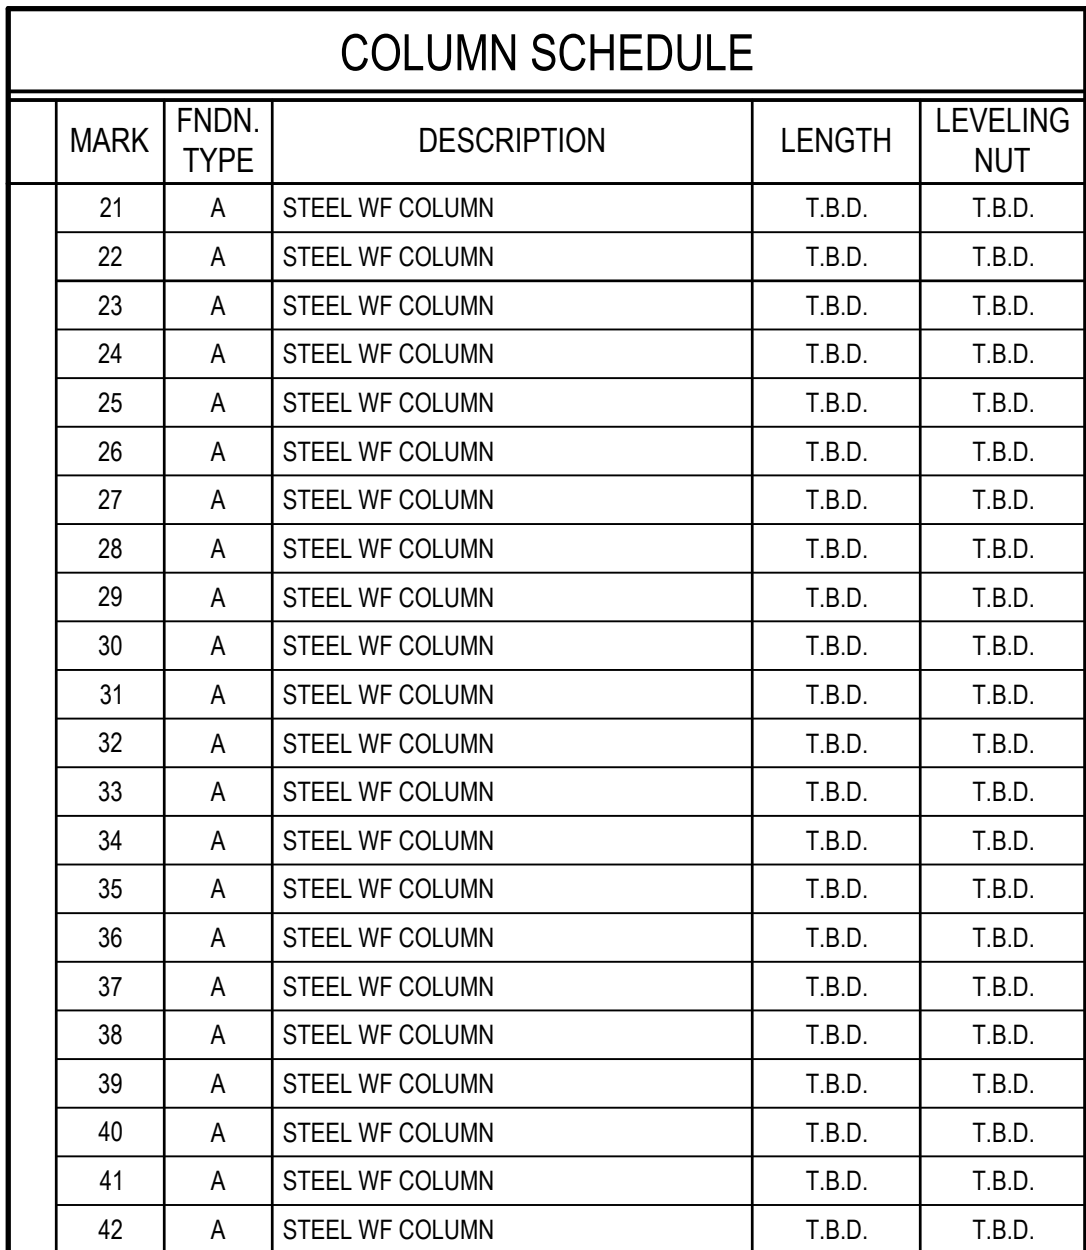 COLUMN SCHEDULE
MARK FNDN. TYPE DESCRIPTION LENGTH LEVELING NUT
21 A STEEL WF COLUMN T.B.D. T.B.D.
22 A STEEL WF COLUMN T.B.D. T.B.D.
23 A STEEL WF COLUMN T.B.D. T.B.D.
24 A STEEL WF COLUMN T.B.D. T.B.D.
25 A STEEL WF COLUMN T.B.D. T.B.D.
26 A STEEL WF COLUMN T.B.D. T.B.D.
27 A STEEL WF COLUMN T.B.D. T.B.D.
28 A STEEL WF COLUMN T.B.D. T.B.D.
29 A STEEL WF COLUMN T.B.D. T.B.D.
30 A STEEL WF COLUMN T.B.D. T.B.D.
31 A STEEL WF COLUMN T.B.D. T.B.D.
32 A STEEL WF COLUMN T.B.D. T.B.D.
33 A STEEL WF COLUMN T.B.D. T.B.D.
34 A STEEL WF COLUMN T.B.D. T.B.D.
35 A STEEL WF COLUMN T.B.D. T.B.D.
36 A STEEL WF COLUMN T.B.D. T.B.D.
37 A STEEL WF COLUMN T.B.D. T.B.D.
38 A STEEL WF COLUMN T.B.D. T.B.D.
39 A STEEL WF COLUMN T.B.D. T.B.D.
40 A STEEL WF COLUMN T.B.D. T.B.D.
41 A STEEL WF COLUMN T.B.D. T.B.D.
42 A STEEL WF COLUMN T.B.D. T.B.D.